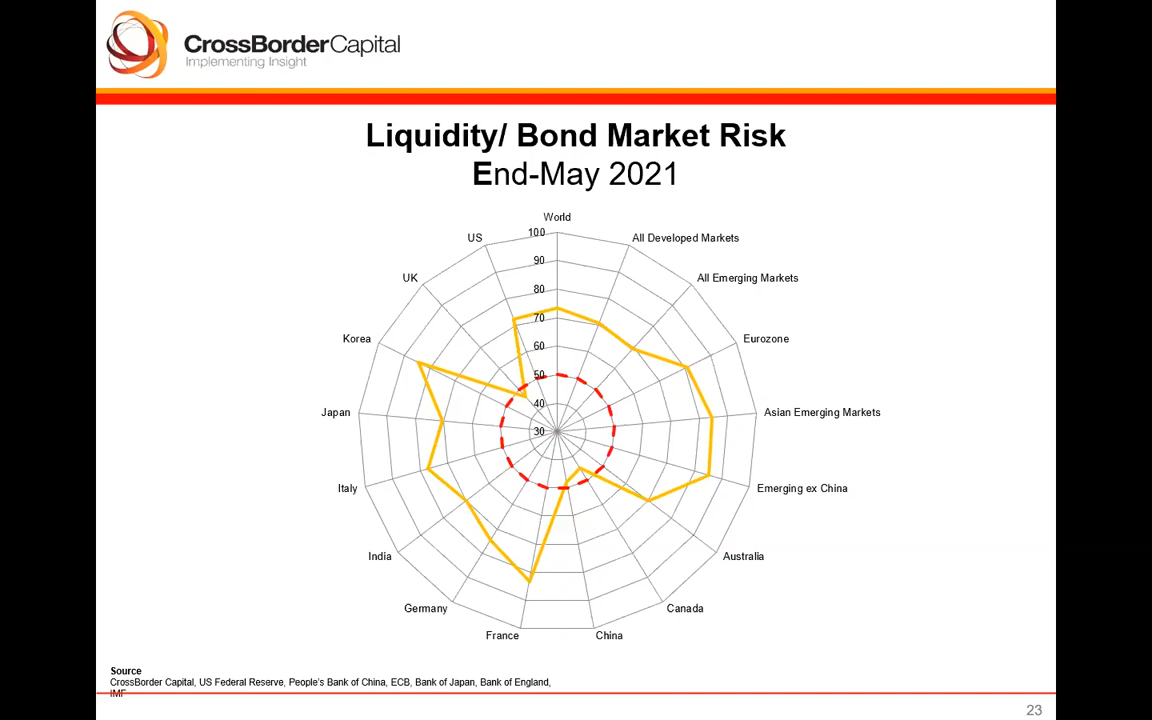 CrossBorderCapital
Implementing Insight
Liquidity/ Bond Market Risk
End-May 2021
World
All Developed Markets
All Emerging Markets
Eurozone
Asian Emerging Markets
Emerging ex China
Australia
Canada
China
France
Germany
India
Italy
Japan
Korea
UK
US
100
90
80
70
60
50
40
30
Source
CrossBorder Capital, US Federal Reserve, People's Bank of China, ECB, Bank of Japan, Bank of England,
IMF
23